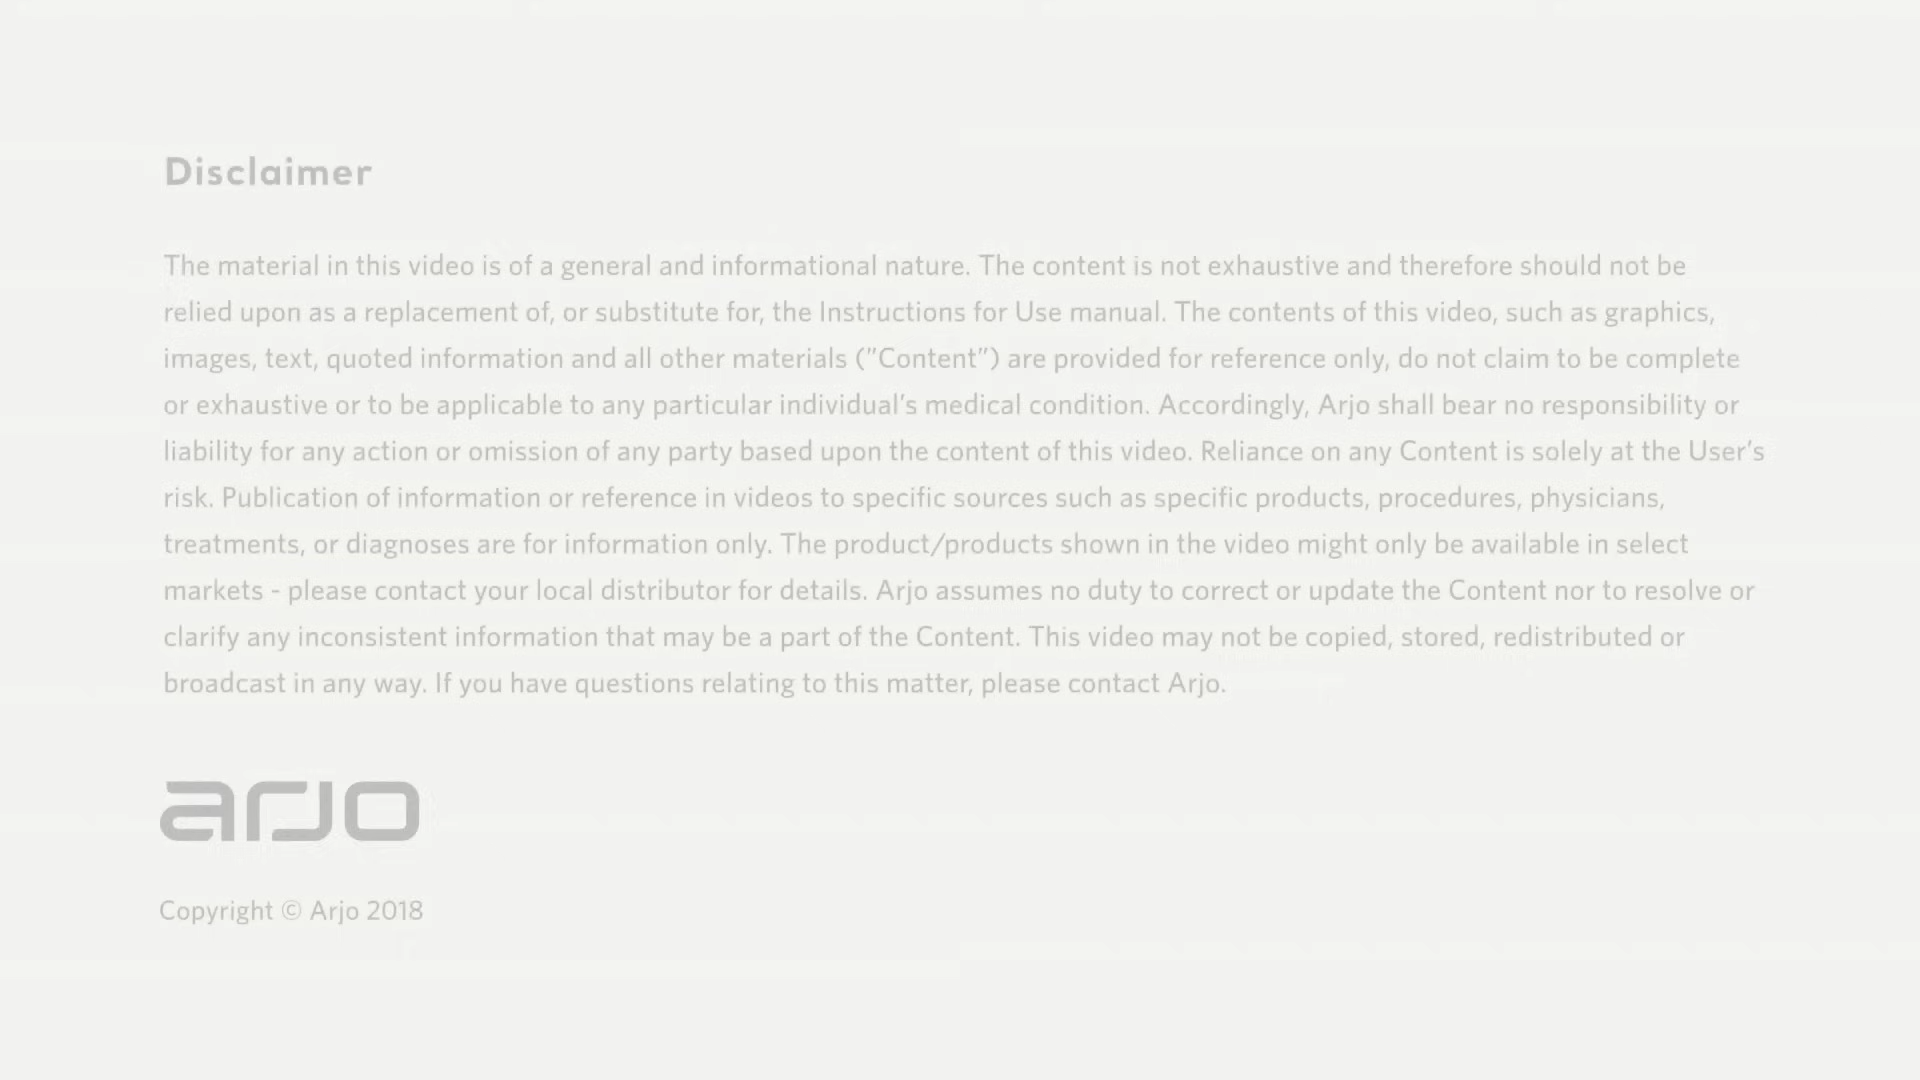 Disclaimer
The material in this video is of a general and informational nature. The content is not exhaustive and therefore should not be
relied upon as a replacement of, or substitute for, the Instructions for Use manual. The contents of this video, such as graphics,
images, text, quoted information and all other materials (”Content”) are provided for reference only, do not claim to be complete
or exhaustive or to be applicable to any particular individual’s medical condition. Accordingly, Arjo shall bear no responsibility or
liability for any action or omission of any party based upon the content of this video. Reliance on any Content is solely at the User’s
risk. Publication of information or reference in videos to specific sources such as specific products, procedures, physicians,
treatments, or diagnoses are for information only. The product/products shown in the video might only be available in select
markets - please contact your local distributor for details. Arjo assumes no duty to correct or update the Content nor to resolve or
clarify any inconsistent information that may be a part of the Content. This video may not be copied, stored, redistributed or
broadcast in any way. If you have questions relating to this matter, please contact Arjo.
arjo
Copyright © Arjo 2018